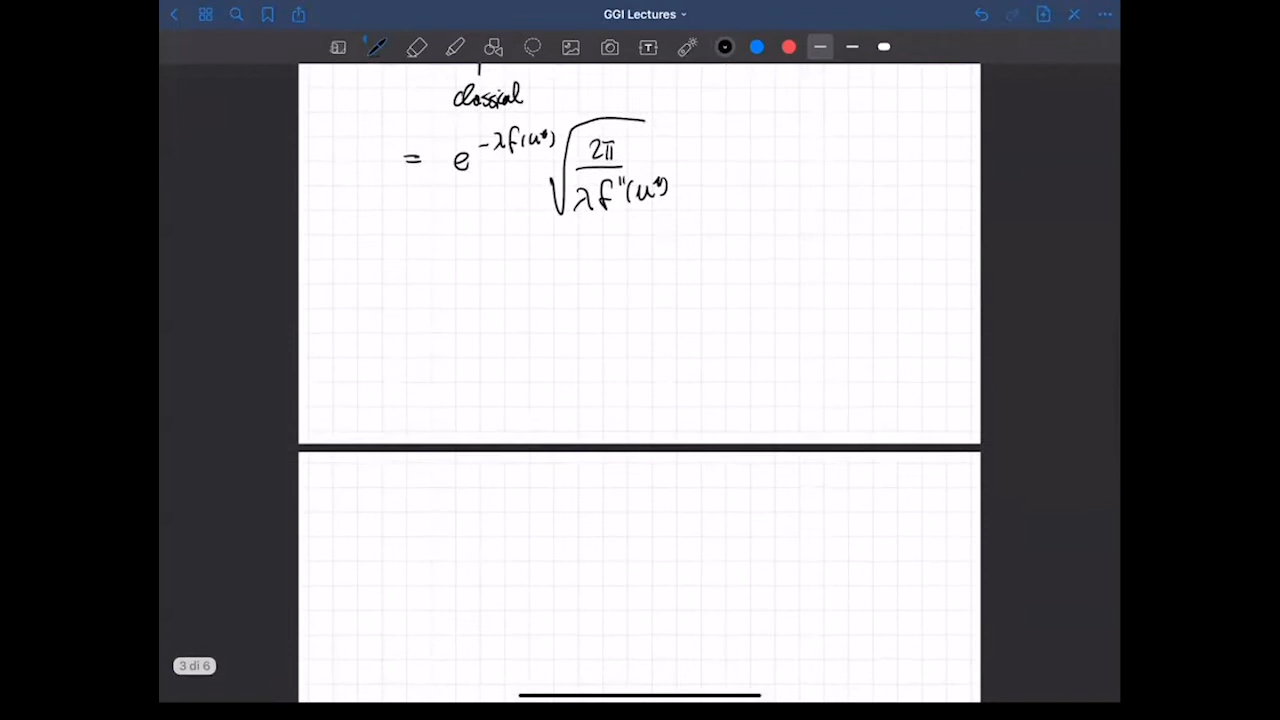 GGI Lectures
T
classical
= e^{-λf(u*)} √(2π / λf''(u*))
3 di 6